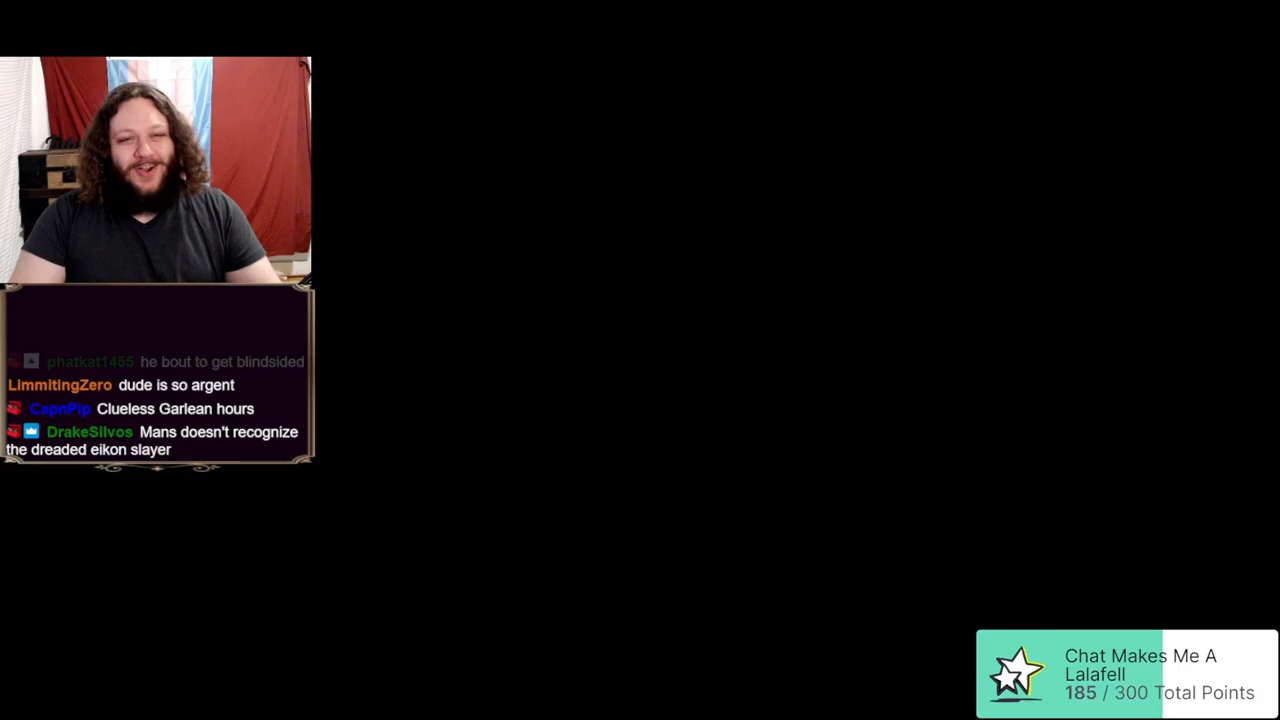 phatkat1455 he bout to get blindsided
LimmitingZero dude is so argent
CapnPip Clueless Garlean hours
DrakeSilvos Mans doesn't recognize
the dreaded eikon slayer
Chat Makes Me A
Lalafell
185 / 300 Total Points